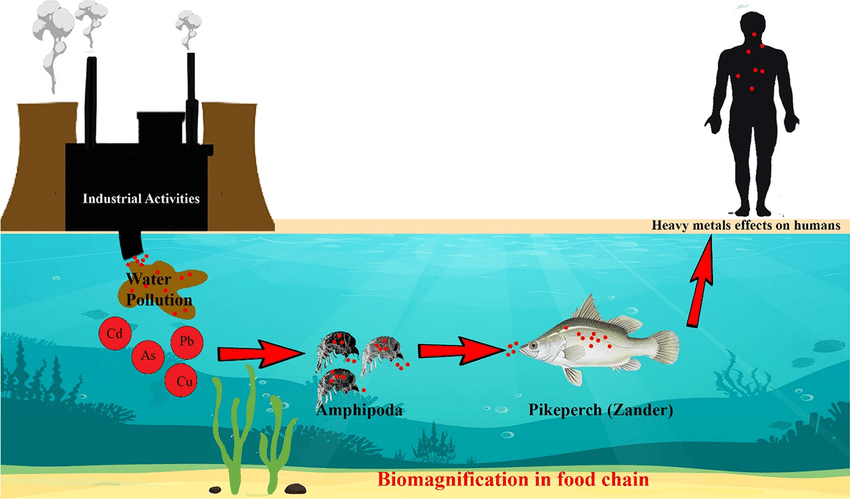 Industrial Activities
Heavy metals effects on humans
Water
Pollution
Cd
As
Pb
Cu
Amphipoda
Pikeperch (Zander)
Biomagnification in food chain